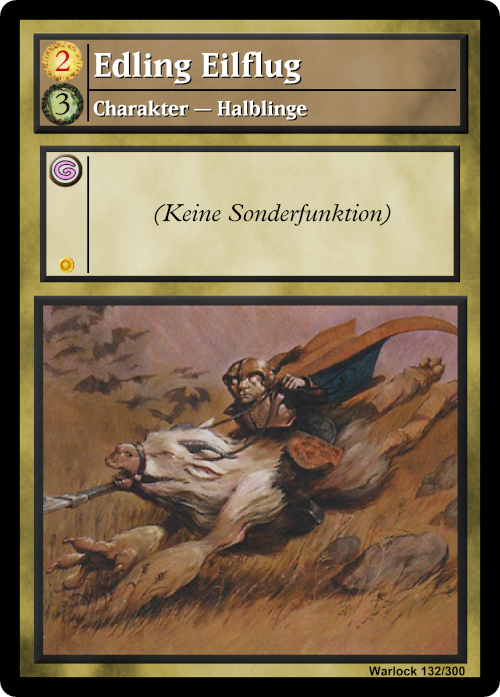 2 Edling Eilflug
3 Charakter — Halblinge
(Keine Sonderfunktion)
Warlock 132/300